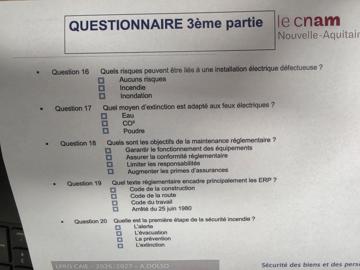 QUESTIONNAIRE 3ème partie
le cnam
Nouvelle-Aquitai
• Question 16 Quels risques peuvent être liés à une installation électrique défectueuse ?
Aucuns risques
Incendie
Inondation
• Question 17 Quel moyen d'extinction est adapté aux feux électriques ?
Eau
CO²
Poudre
• Question 18 Quels sont les objectifs de la maintenance réglementaire ?
Garantir le fonctionnement des équipements
Assurer la conformité réglementaire
Limiter les responsabilités
Augmenter les primes d'assurances
• Question 19 Quel texte réglementaire encadre principalement les ERP ?
Code de la construction
Code de la route
Code du travail
Arrêté du 25 juin 1980
• Question 20 Quelle est la première étape de la sécurité incendie ?
L'alerte
L'évacuation
La prévention
L'extinction
2026/2027 –
Sécurité des biens et des pers